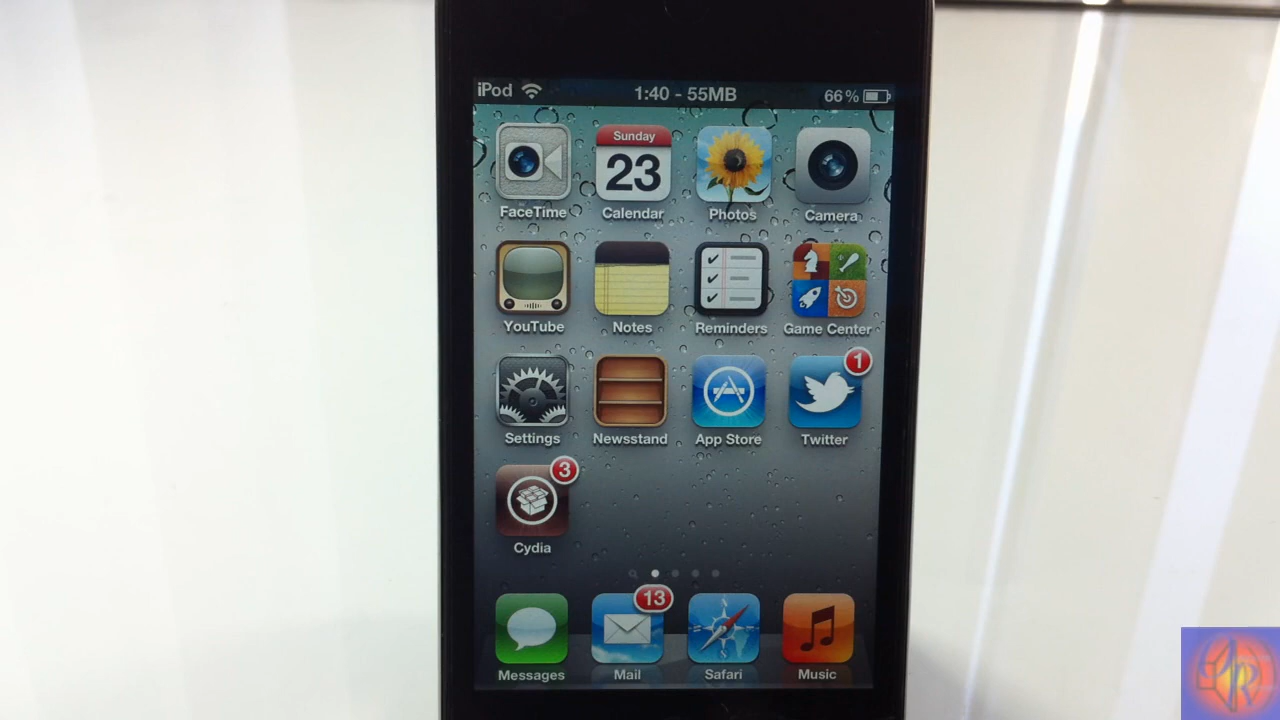 iPod 1:40 - 55MB 66%
Sunday
23
FaceTime Calendar Photos Camera
YouTube Notes Reminders Game Center
1
Settings Newsstand App Store Twitter
3
Cydia
13
Messages Mail Safari Music